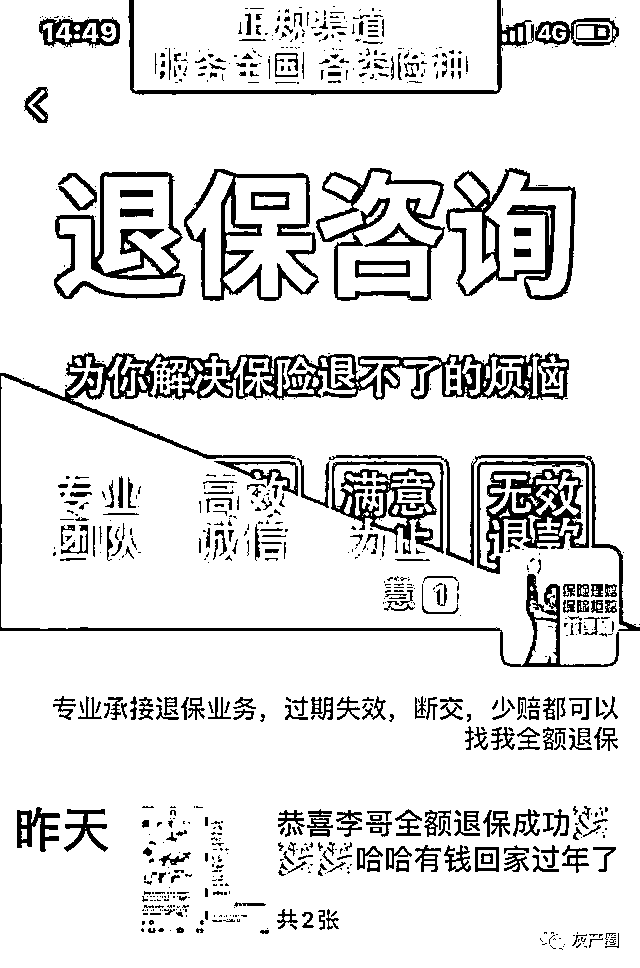 14:49
4G
正规渠道
服务全国 各类险种
退保咨询
为你解决保险退不了的烦恼
专业 高效 满意 无效
团队 诚信 为止 退款
慧 1
保险理赔
保险拒赔
专业承接退保业务，过期失效，断交，少赔都可以
找我全额退保
昨天
恭喜李哥全额退保成功
哈哈有钱回家过年了
共2张
灰产圈